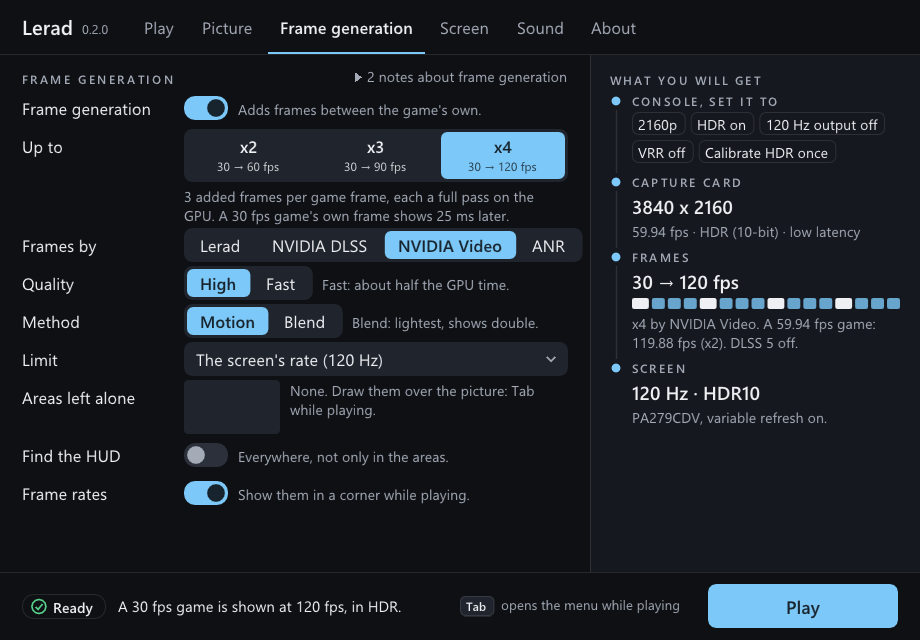 Lerad 0.2.0 Play Picture Frame generation Screen Sound About
FRAME GENERATION
2 notes about frame generation
Frame generation
Adds frames between the game's own.
Up to
x2
30 → 60 fps
x3
30 → 90 fps
x4
30 → 120 fps
3 added frames per game frame, each a full pass on the
GPU. A 30 fps game's own frame shows 25 ms later.
Frames by
Lerad NVIDIA DLSS NVIDIA Video ANR
Quality
High Fast
Fast: about half the GPU time.
Method
Motion Blend
Blend: lightest, shows double.
Limit
The screen's rate (120 Hz)
Areas left alone
None. Draw them over the picture: Tab
while playing.
Find the HUD
Everywhere, not only in the areas.
Frame rates
Show them in a corner while playing.
WHAT YOU WILL GET
CONSOLE, SET IT TO
2160p HDR on 120 Hz output off
VRR off Calibrate HDR once
CAPTURE CARD
3840 x 2160
59.94 fps · HDR (10-bit) · low latency
FRAMES
30 → 120 fps
x4 by NVIDIA Video. A 59.94 fps game:
119.88 fps (x2). DLSS 5 off.
SCREEN
120 Hz · HDR10
PA279CDV, variable refresh on.
Ready
A 30 fps game is shown at 120 fps, in HDR.
Tab opens the menu while playing
Play